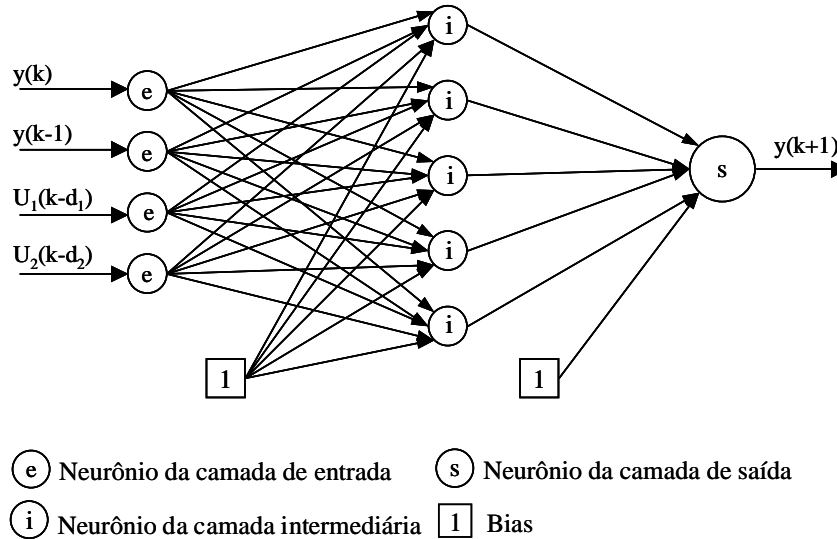 i
y(k)
e
i
y(k-1)
e
i
s
y(k+1)
U₁(k-d₁)
e
U₂(k-d₂)
e
i
i
1
1
e Neurônio da camada de entrada
s Neurônio da camada de saída
i Neurônio da camada intermediária
1 Bias